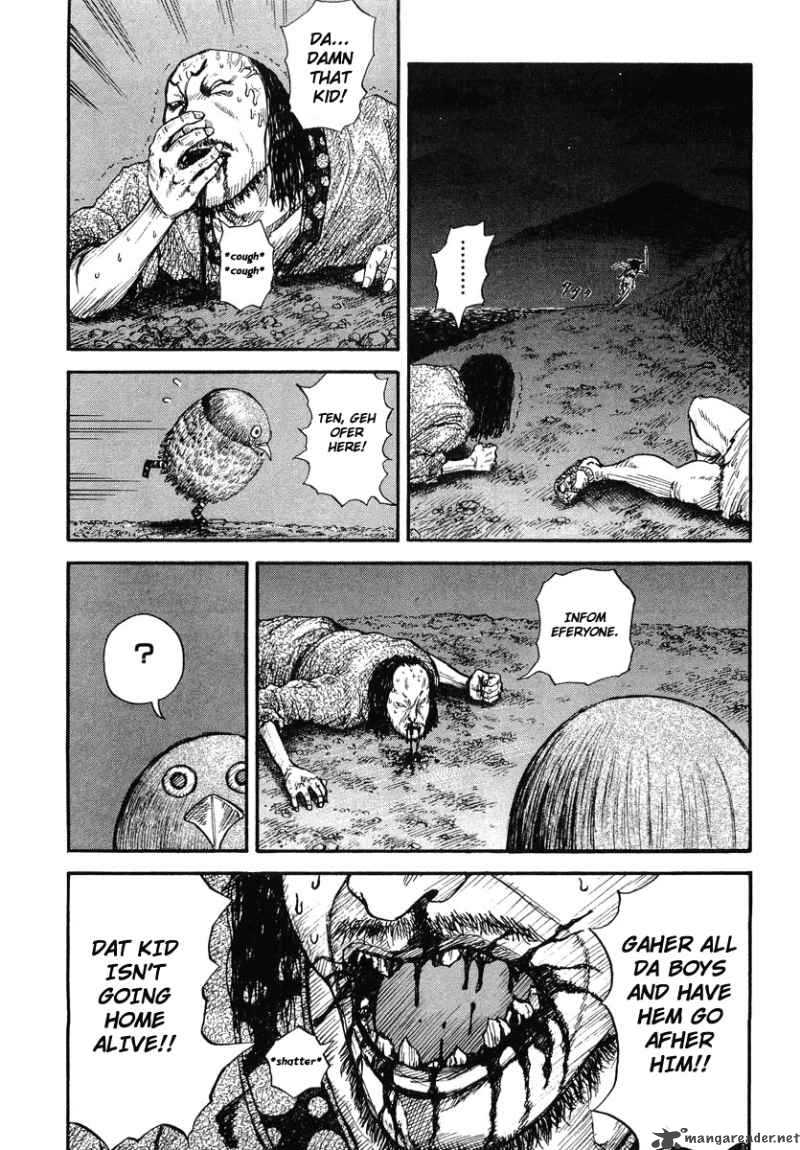 ........
DA...
DAMN
THAT
KID!
*cough*
*cough*
TEN, GEH
OFER
HERE!
INFOM
EFERYONE.
?
GAHER ALL
DA BOYS
AND HAVE
HEM GO
AFHER
HIM!!
DAT KID
ISN'T
GOING
HOME
ALIVE!!
*shatter*
mangareader.net